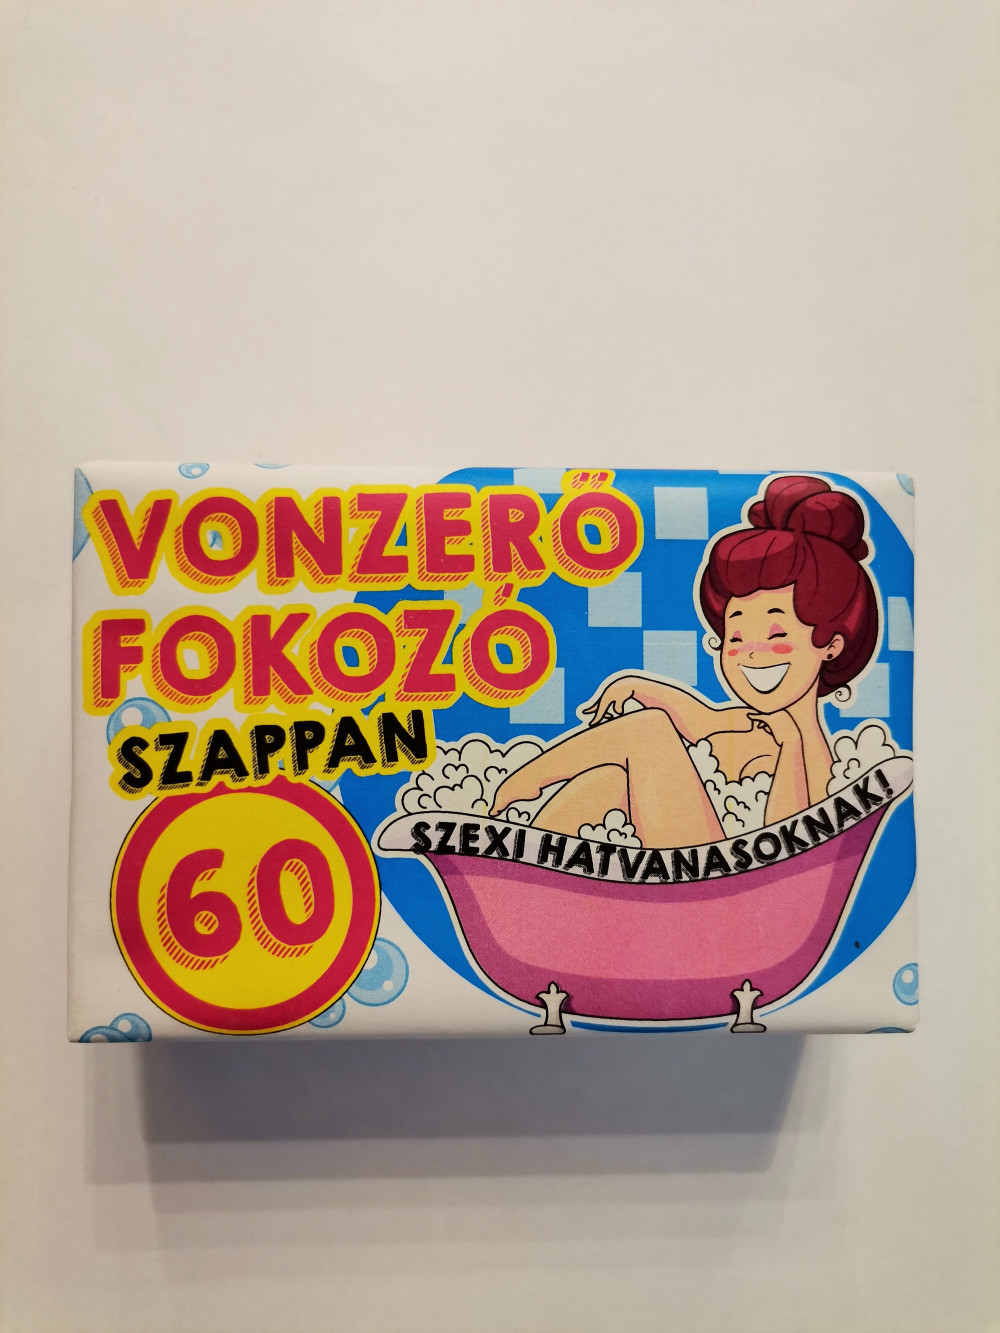 VONZERŐ
FOKOZÓ
SZAPPAN
60
SZEXI HATVANASOKNAK!